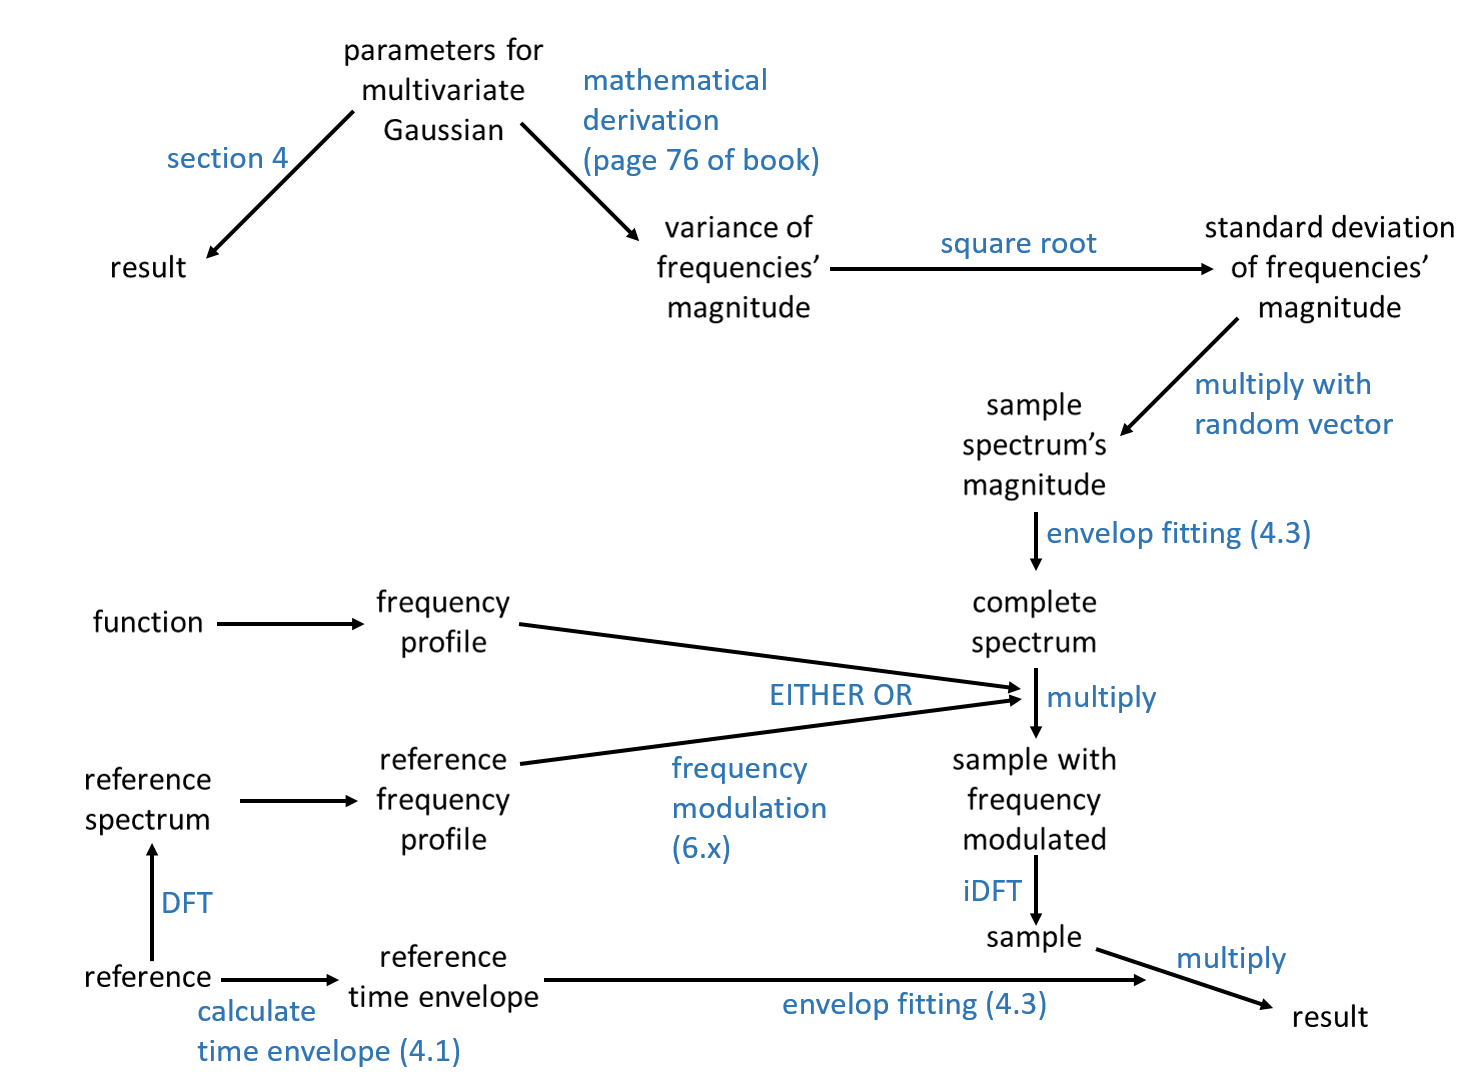 parameters for
multivariate
Gaussian
mathematical
derivation
(page 76 of book)
section 4
result
variance of
frequencies’
magnitude
square root
standard deviation
of frequencies’
magnitude
multiply with
random vector
sample
spectrum’s
magnitude
envelop fitting (4.3)
function
frequency
profile
complete
spectrum
EITHER OR
multiply
reference
spectrum
reference
frequency
profile
frequency
modulation
(6.x)
sample with
frequency
modulated
DFT
iDFT
sample
multiply
reference
calculate
time envelope (4.1)
reference
time envelope
envelop fitting (4.3)
result